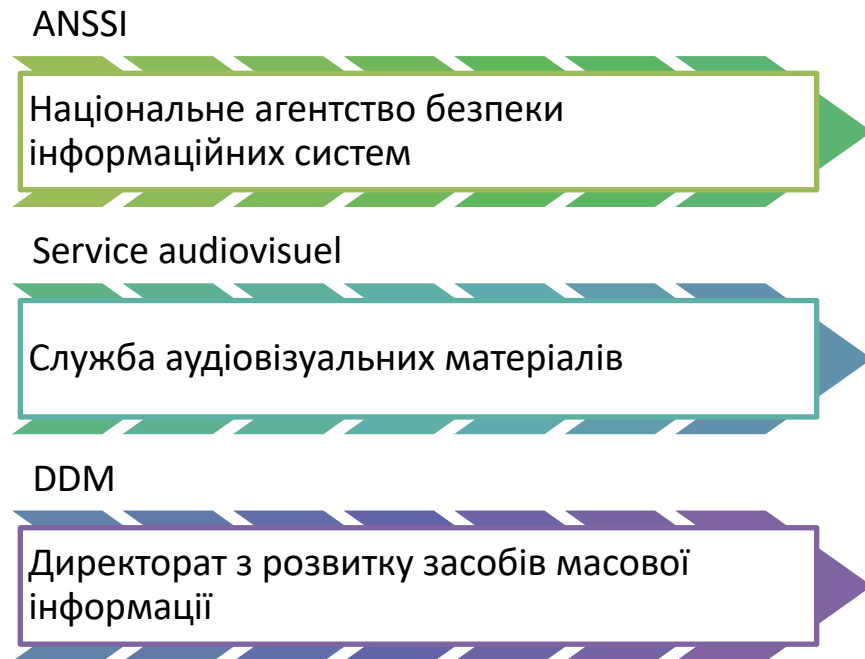 ANSSI
Національне агентство безпеки
інформаційних систем
Service audiovisuel
Служба аудіовізуальних матеріалів
DDM
Директорат з розвитку засобів масової
інформації